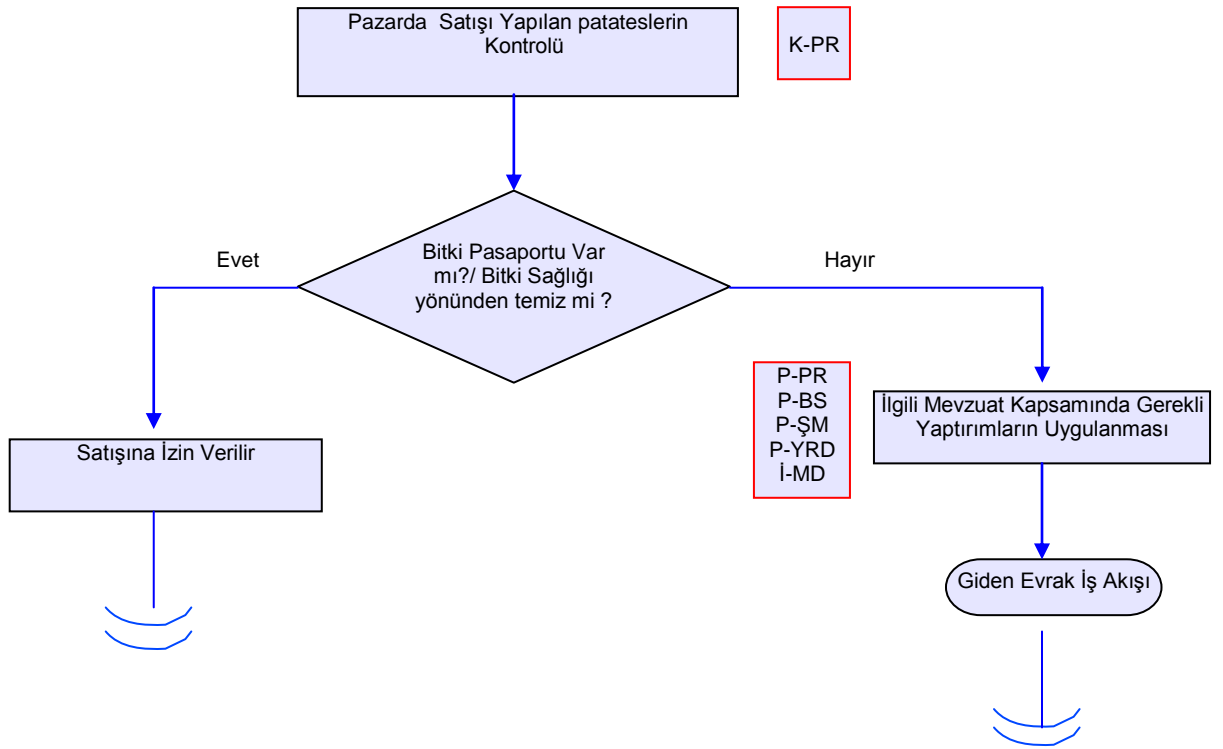 Pazarda Satışı Yapılan patateslerin
Kontrolü
K-PR
Bitki Pasaportu Var
mı?/ Bitki Sağlığı
yönünden temiz mi ?
Evet
Hayır
P-PR
P-BS
P-ŞM
P-YRD
İ-MD
İlgili Mevzuat Kapsamında Gerekli
Yaptırımların Uygulanması
Satışına İzin Verilir
Giden Evrak İş Akışı